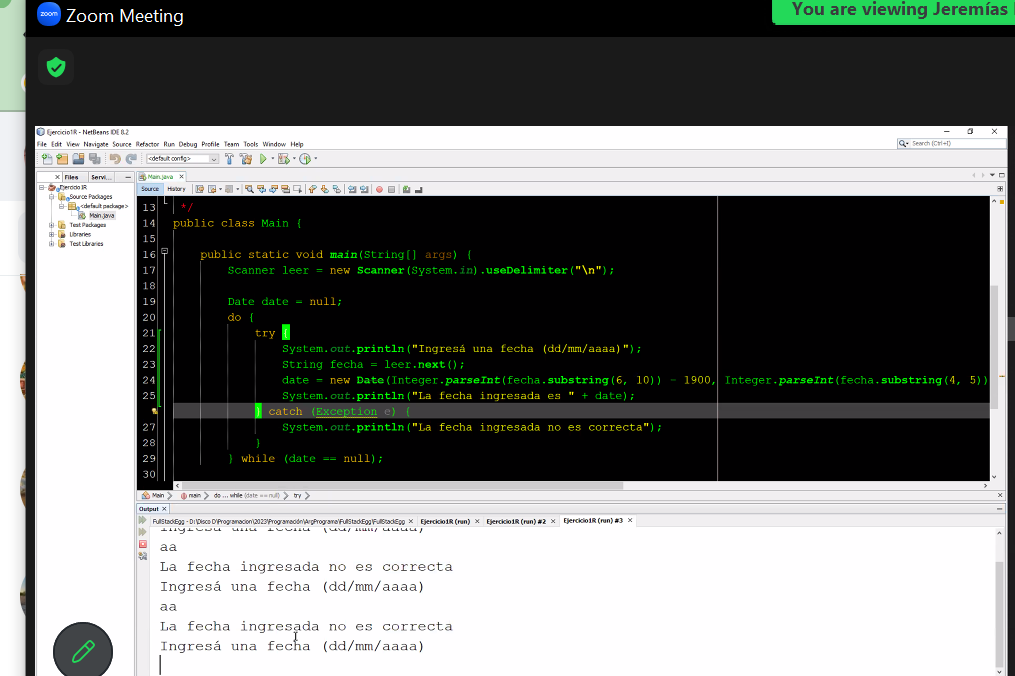 zoom Zoom Meeting
You are viewing Jeremías
Ejercicio1R - NetBeans IDE 8.2
File Edit View Navigate Source Refactor Run Debug Profile Team Tools Window Help
Search (Ctrl+I)
<default config>
Files Servi...
Main.java
Ejercicio1R
Source Packages
<default package>
Main.java
Test Packages
Libraries
Test Libraries
Source History
13 */
14 public class Main {
15
16 public static void main(String[] args) {
17 Scanner leer = new Scanner(System.in).useDelimiter("\n");
18
19 Date date = null;
20 do {
21 try {
22 System.out.println("Ingresá una fecha (dd/mm/aaaa)");
23 String fecha = leer.next();
24 date = new Date(Integer.parseInt(fecha.substring(6, 10)) - 1900, Integer.parseInt(fecha.substring(4, 5))
25 System.out.println("La fecha ingresada es " + date);
} catch (Exception e) {
27 System.out.println("La fecha ingresada no es correcta");
28 }
29 } while (date == null);
30
Main main do ... while (date == null) try
Output
FullStackEgg - D:\Disco D\Programacion\2023\Programación\ArgPrograma\FullStackEgg\FullStackEgg Ejercicio1R (run) Ejercicio1R (run) #2 Ejercicio1R (run) #3
Ingresá una fecha (dd/mm/aaaa)
aa
La fecha ingresada no es correcta
Ingresá una fecha (dd/mm/aaaa)
aa
La fecha ingresada no es correcta
Ingresá una fecha (dd/mm/aaaa)